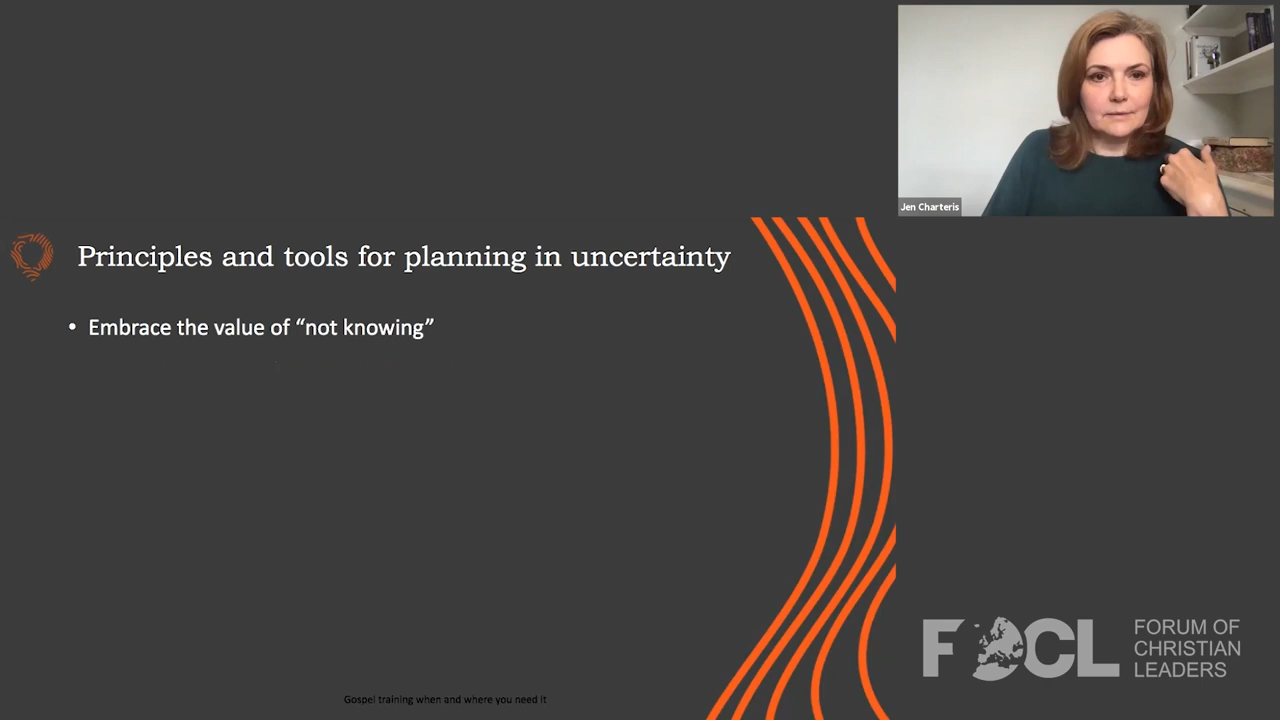 Jen Charteris
Principles and tools for planning in uncertainty
• Embrace the value of “not knowing”
Gospel training when and where you need it
FOCL
FORUM OF
CHRISTIAN
LEADERS